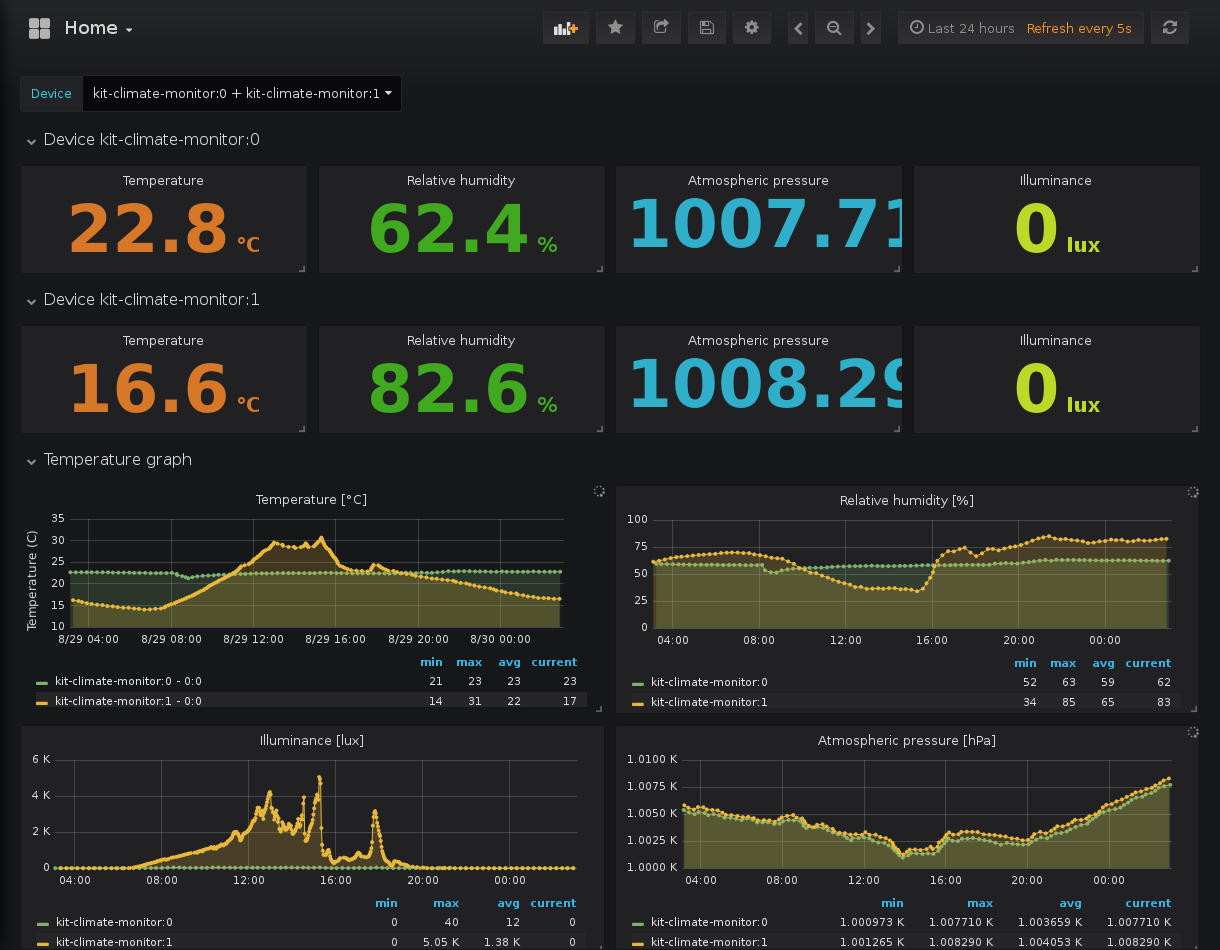 Home
Last 24 hours Refresh every 5s
Device kit-climate-monitor:0 + kit-climate-monitor:1
Device kit-climate-monitor:0
Temperature Relative humidity Atmospheric pressure Illuminance
22.8 °C 62.4 % 1007.71 0 lux
Device kit-climate-monitor:1
Temperature Relative humidity Atmospheric pressure Illuminance
16.6 °C 82.6 % 1008.29 0 lux
Temperature graph
Temperature [°C]
Temperature (C)
35
30
25
20
15
10
8/29 04:00 8/29 08:00 8/29 12:00 8/29 16:00 8/29 20:00 8/30 00:00
min max avg current
kit-climate-monitor:0 - 0:0 21 23 23 23
kit-climate-monitor:1 - 0:0 14 31 22 17
Relative humidity [%]
100
75
50
25
0
04:00 08:00 12:00 16:00 20:00 00:00
min max avg current
kit-climate-monitor:0 52 63 59 62
kit-climate-monitor:1 34 85 65 83
Illuminance [lux]
6 K
4 K
2 K
0
04:00 08:00 12:00 16:00 20:00 00:00
min max avg current
kit-climate-monitor:0 0 40 12 0
kit-climate-monitor:1 0 5.05 K 1.38 K 0
Atmospheric pressure [hPa]
1.0100 K
1.0075 K
1.0050 K
1.0025 K
1.0000 K
04:00 08:00 12:00 16:00 20:00 00:00
min max avg current
kit-climate-monitor:0 1.000973 K 1.007710 K 1.003659 K 1.007710 K
kit-climate-monitor:1 1.001265 K 1.008290 K 1.004053 K 1.008290 K